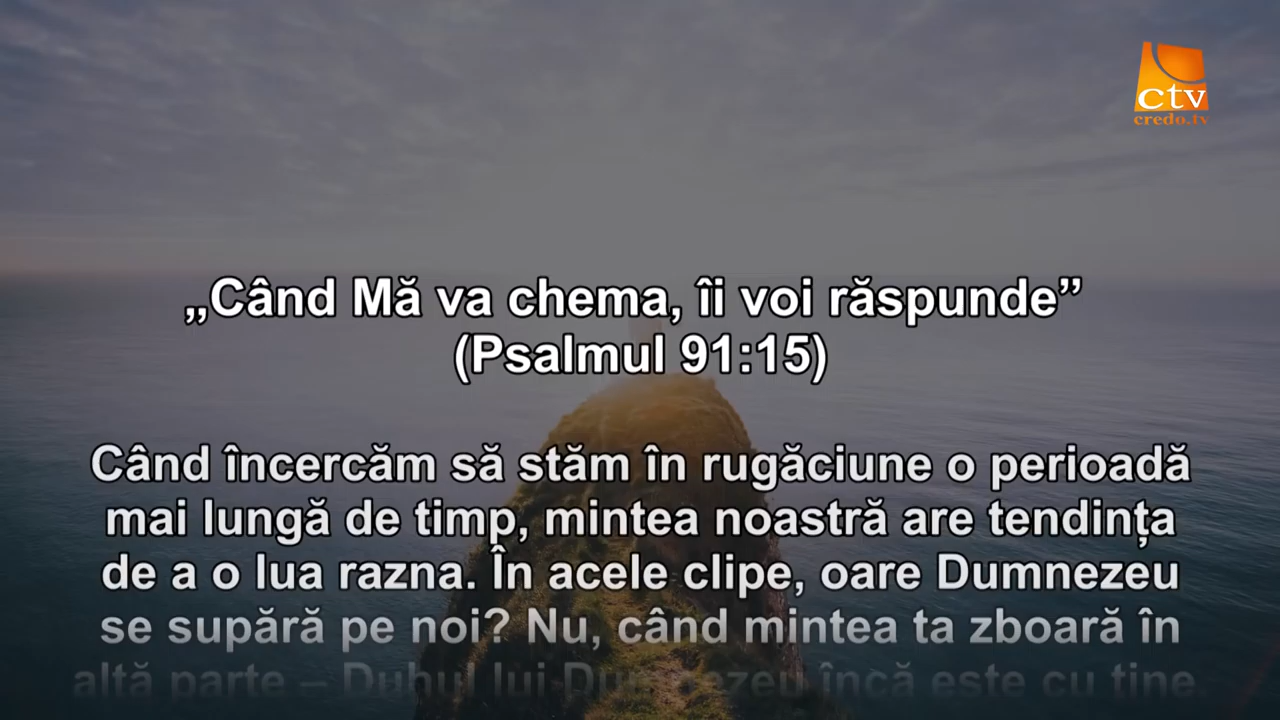 ctv
credo.tv
„Când Mă va chema, îi voi răspunde”
(Psalmul 91:15)
Când încercăm să stăm în rugăciune o perioadă
mai lungă de timp, mintea noastră are tendința
de a o lua razna. În acele clipe, oare Dumnezeu
se supără pe noi? Nu, când mintea ta zboară în
altă parte – Duhul lui Dumnezeu încă este cu tine